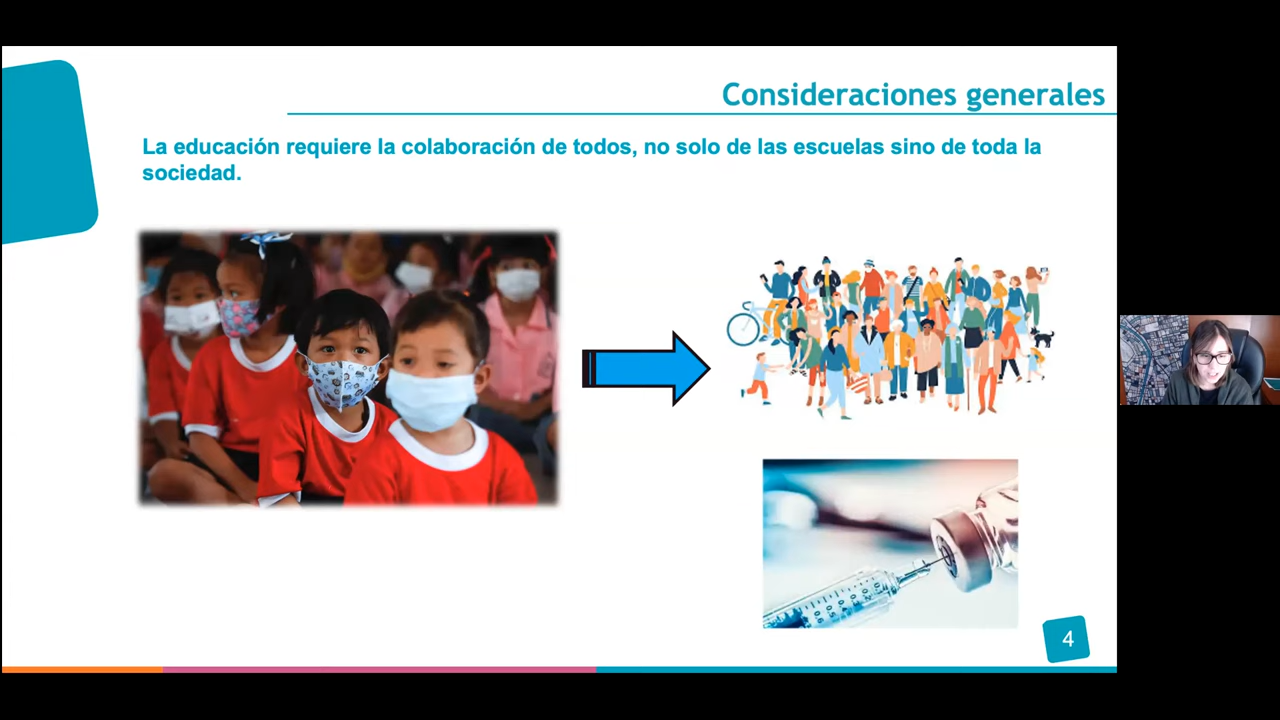 Consideraciones generales
La educación requiere la colaboración de todos, no solo de las escuelas sino de toda la
sociedad.
4